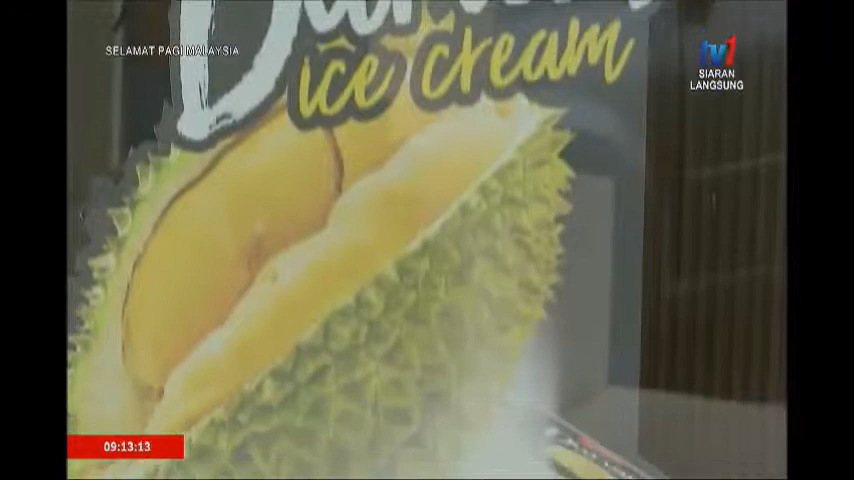 SELAMAT PAGI MALAYSIA
ice cream
tv1
SIARAN
LANGSUNG
09:13:13